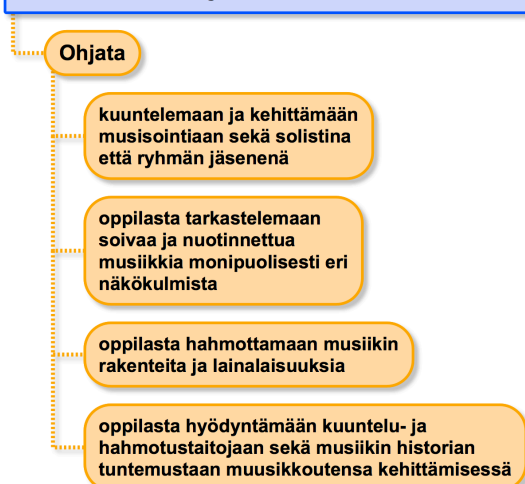 Ohjata
kuuntelemaan ja kehittämään
musisointiaan sekä solistina
että ryhmän jäsenenä
oppilasta tarkastelemaan
soivaa ja nuotinnettua
musiikkia monipuolisesti eri
näkökulmista
oppilasta hahmottamaan musiikin
rakenteita ja lainalaisuuksia
oppilasta hyödyntämään kuuntelu- ja
hahmotustaitojaan sekä musiikin historian
tuntemustaan muusikkoutensa kehittämisessä